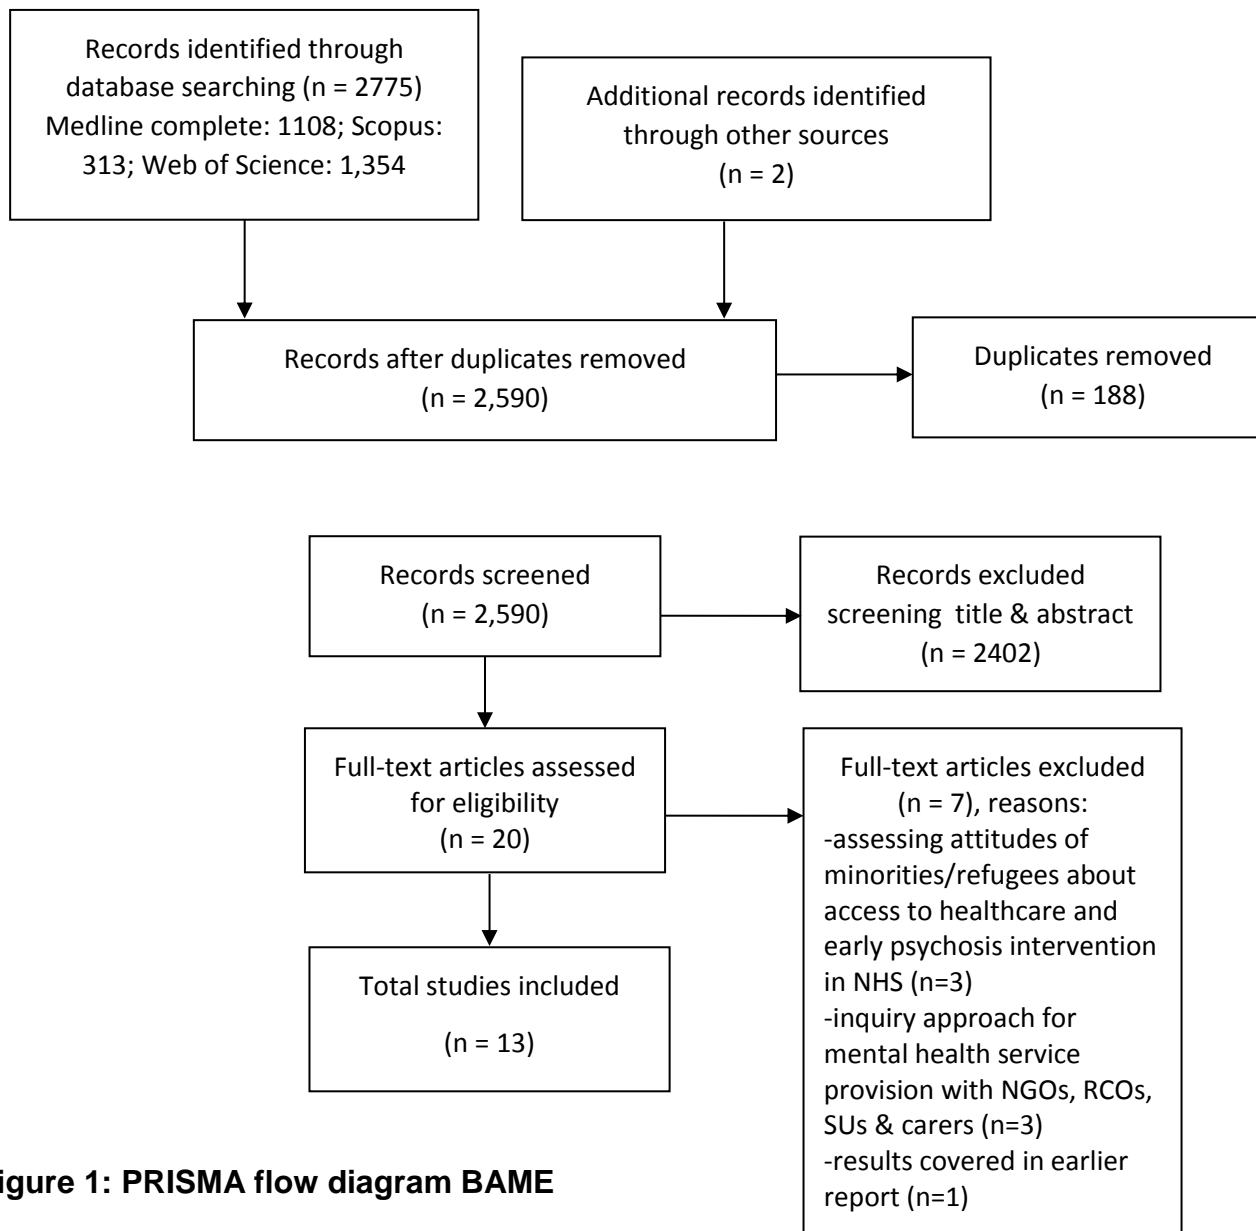 Records identified through
database searching (n = 2775)
Medline complete: 1108; Scopus:
313; Web of Science: 1,354
Additional records identified
through other sources
(n = 2)
Records after duplicates removed
(n = 2,590)
Duplicates removed
(n = 188)
Records screened
(n = 2,590)
Records excluded
screening title & abstract
(n = 2402)
Full-text articles assessed
for eligibility
(n = 20)
Full-text articles excluded
(n = 7), reasons:
-assessing attitudes of
minorities/refugees about
access to healthcare and
early psychosis intervention
in NHS (n=3)
-inquiry approach for
mental health service
provision with NGOs, RCOs,
SUs & carers (n=3)
-results covered in earlier
report (n=1)
Total studies included
(n = 13)
igure 1: PRISMA flow diagram BAME